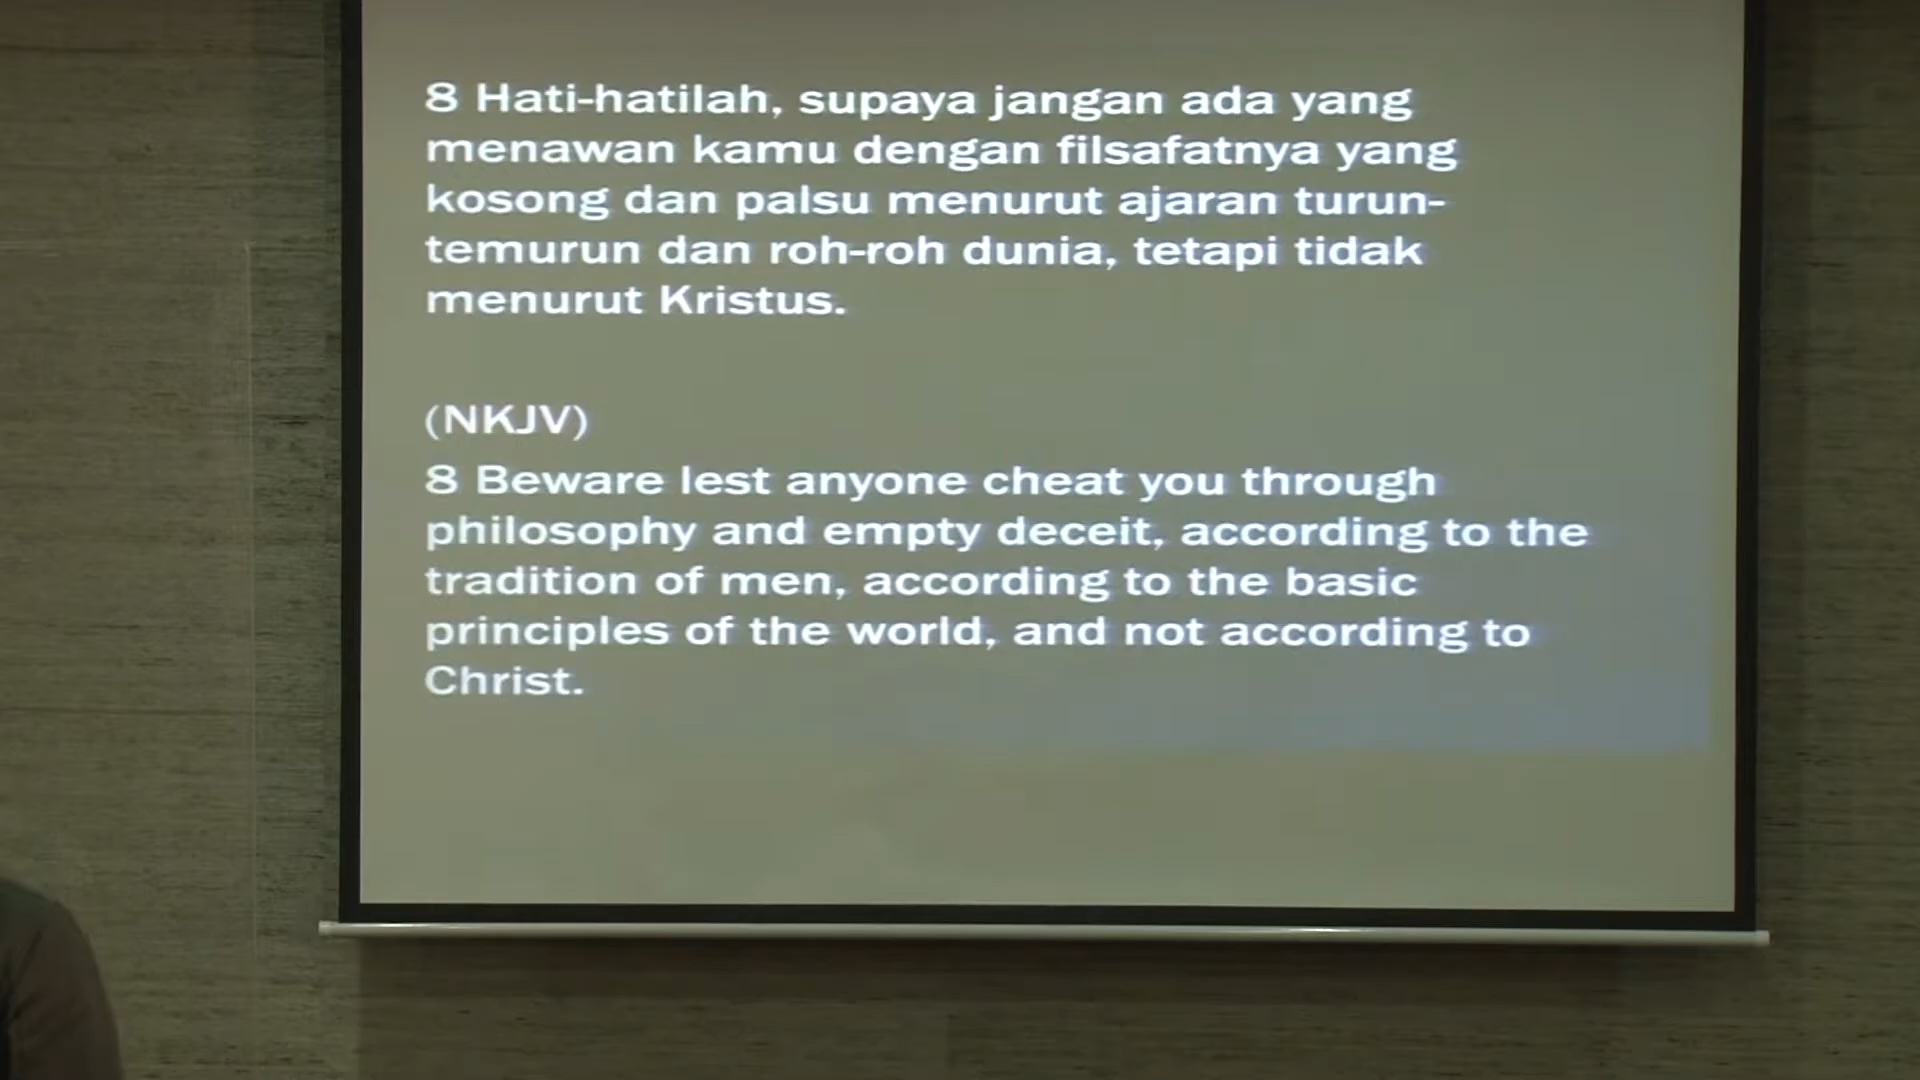 8 Hati-hatilah, supaya jangan ada yang
menawan kamu dengan filsafatnya yang
kosong dan palsu menurut ajaran turun-
temurun dan roh-roh dunia, tetapi tidak
menurut Kristus.
(NKJV)
8 Beware lest anyone cheat you through
philosophy and empty deceit, according to the
tradition of men, according to the basic
principles of the world, and not according to
Christ.